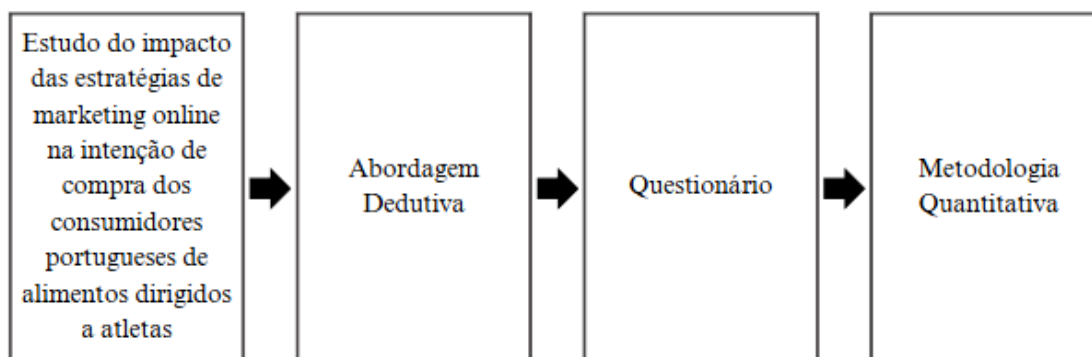 Estudo do impacto
das estratégias de
marketing online
na intenção de
compra dos
consumidores
portugueses de
alimentos dirigidos
a atletas
Abordagem
Dedutiva
Questionário
Metodologia
Quantitativa